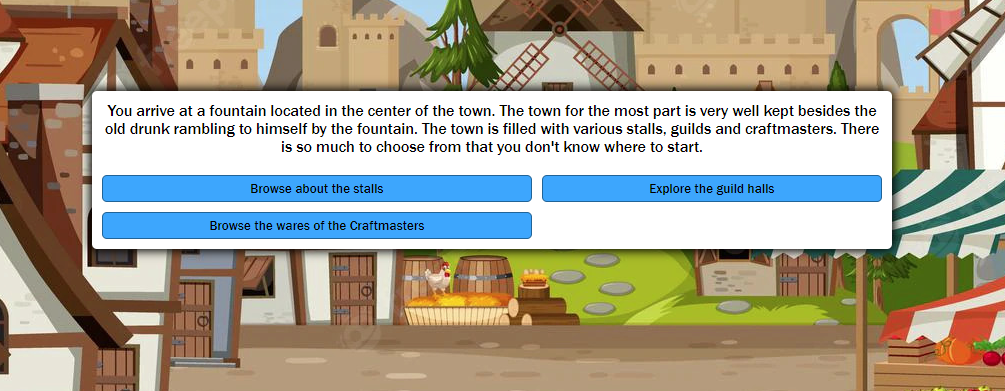 You arrive at a fountain located in the center of the town. The town for the most part is very well kept besides the
old drunk rambling to himself by the fountain. The town is filled with various stalls, guilds and craftmasters. There
is so much to choose from that you don't know where to start.
Browse about the stalls
Explore the guild halls
Browse the wares of the Craftmasters